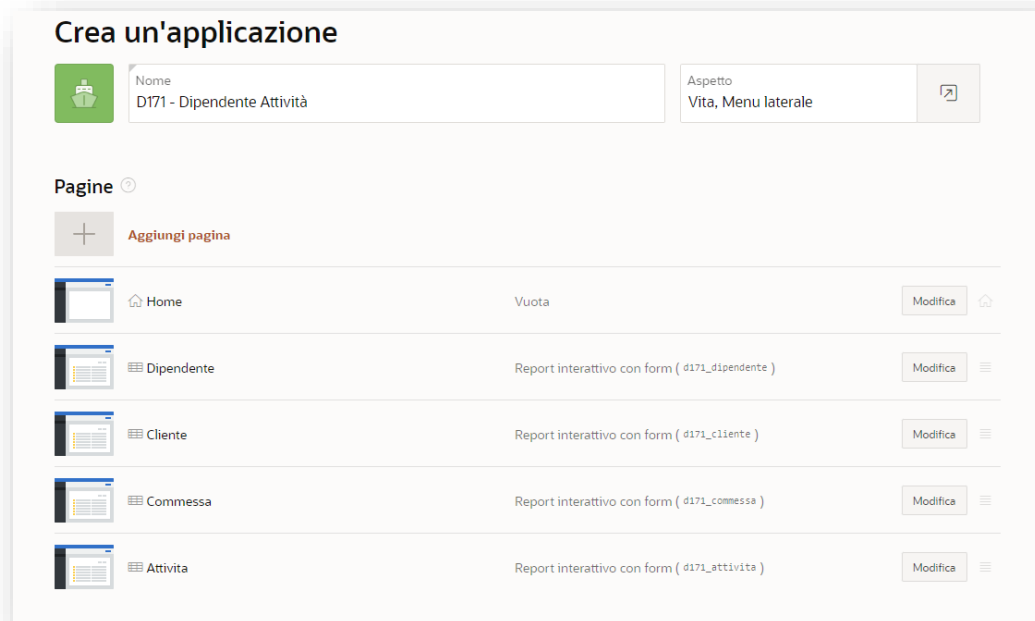 Crea un'applicazione
Nome
D171 - Dipendente Attività
Aspetto
Vita, Menu laterale
Pagine ?
Aggiungi pagina
Home Vuota Modifica
Dipendente Report interattivo con form ( d171_dipendente ) Modifica
Cliente Report interattivo con form ( d171_cliente ) Modifica
Commessa Report interattivo con form ( d171_commessa ) Modifica
Attivita Report interattivo con form ( d171_attivita ) Modifica